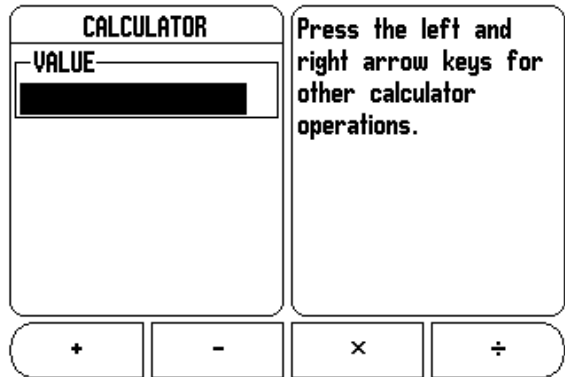 CALCULATOR
VALUE
Press the left and
right arrow keys for
other calculator
operations.
+ - × ÷